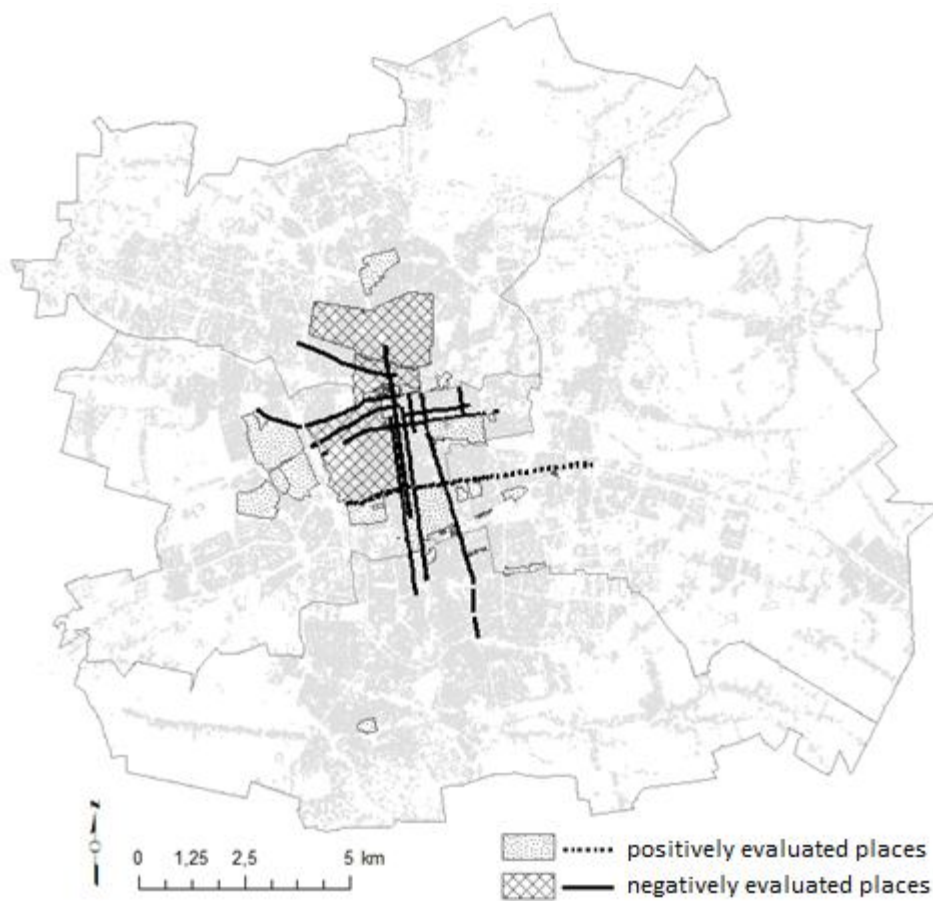 N
0 1,25 2,5 5 km
positively evaluated places
negatively evaluated places